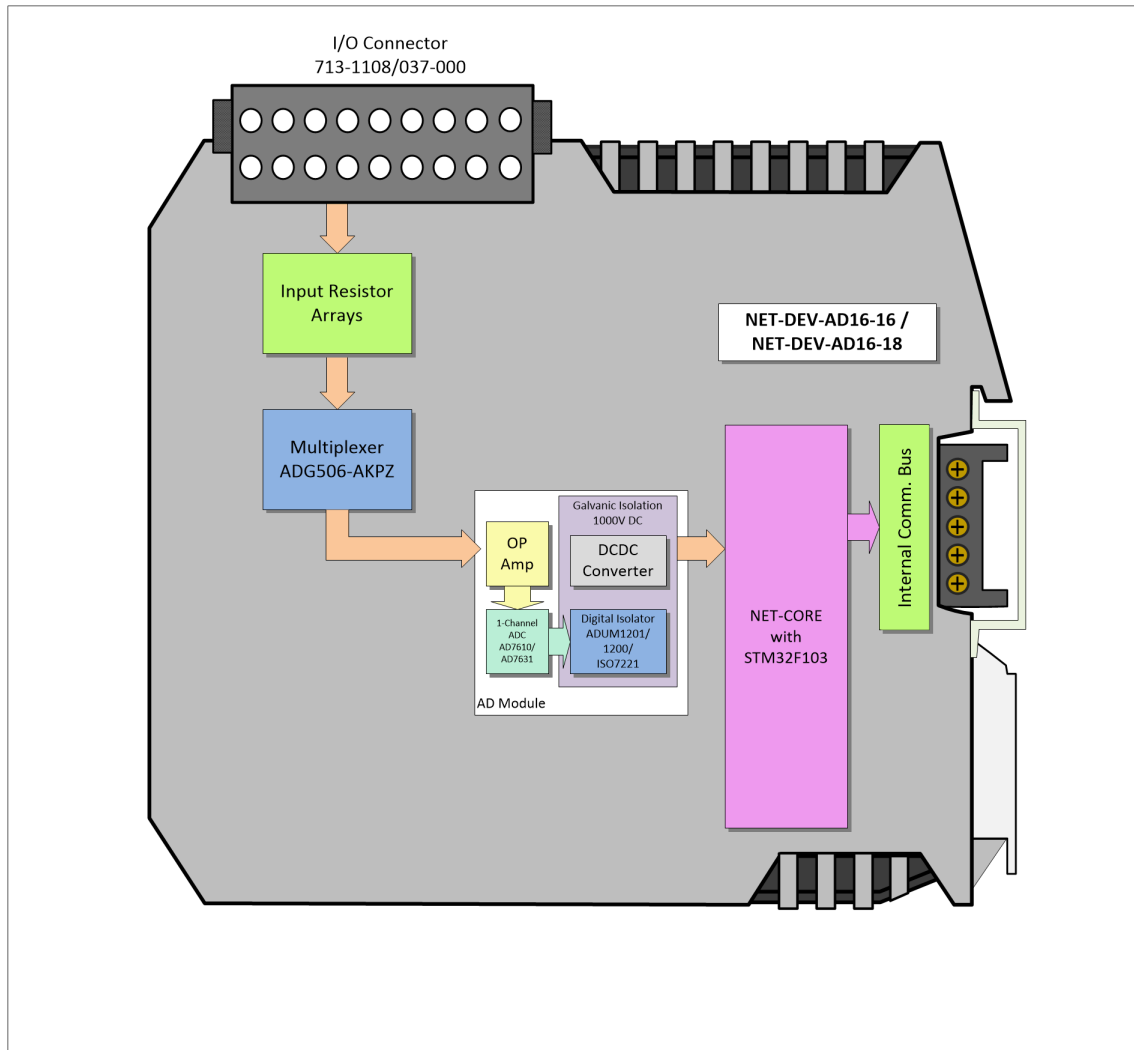 I/O Connector
713-1108/037-000
Input Resistor
Arrays
NET-DEV-AD16-16 /
NET-DEV-AD16-18
Multiplexer
ADG506-AKPZ
Galvanic Isolation
1000V DC
OP
Amp
DCDC
Converter
1-Channel
ADC
AD7610/
AD7631
Digital Isolator
ADUM1201/
1200/
ISO7221
AD Module
NET-CORE
with
STM32F103
Internal Comm. Bus